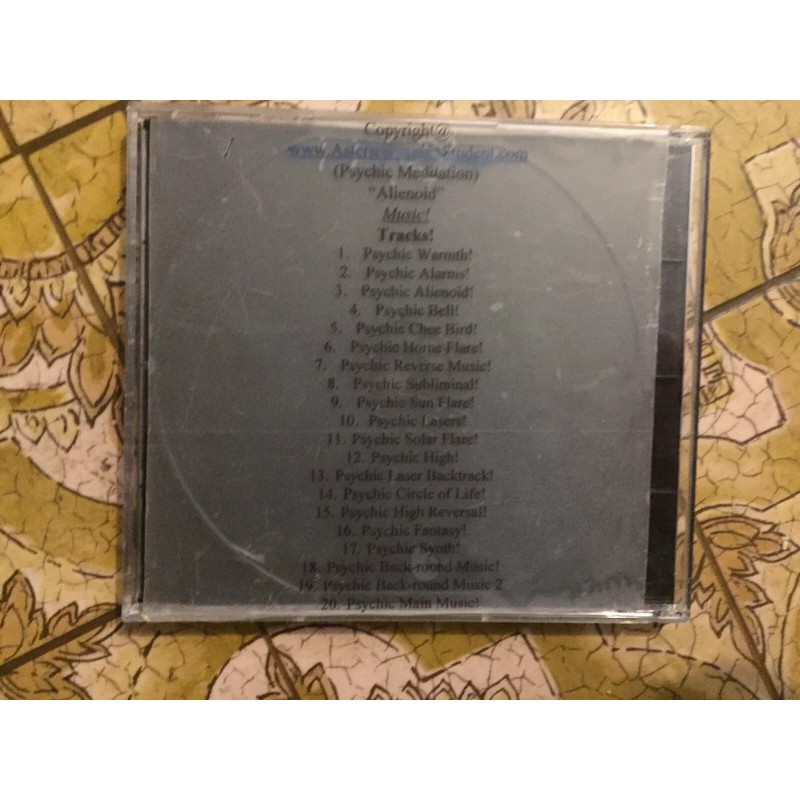 Copyright@
(Psychic Meditation)
"Alienoid"
Music!
Tracks!
1. Psychic Warmth!
2. Psychic Alarms!
3. Psychic Alienoid!
4. Psychic Bell!
5. Psychic Chee Bird!
6. Psychic Horne Flare!
7. Psychic Reverse Music!
8. Psychic Subliminal!
9. Psychic Sun Flare!
10. Psychic Lasers!
11. Psychic Solar Flare!
12. Psychic High!
13. Psychic Laser Backtrack!
14. Psychic Circle of Life!
15. Psychic High Reversal!
16. Psychic Fantasy!
17. Psychic Synth!
18. Psychic Back-round Music!
19. Psychic Back-round Music 2
20. Psychic Main Music!